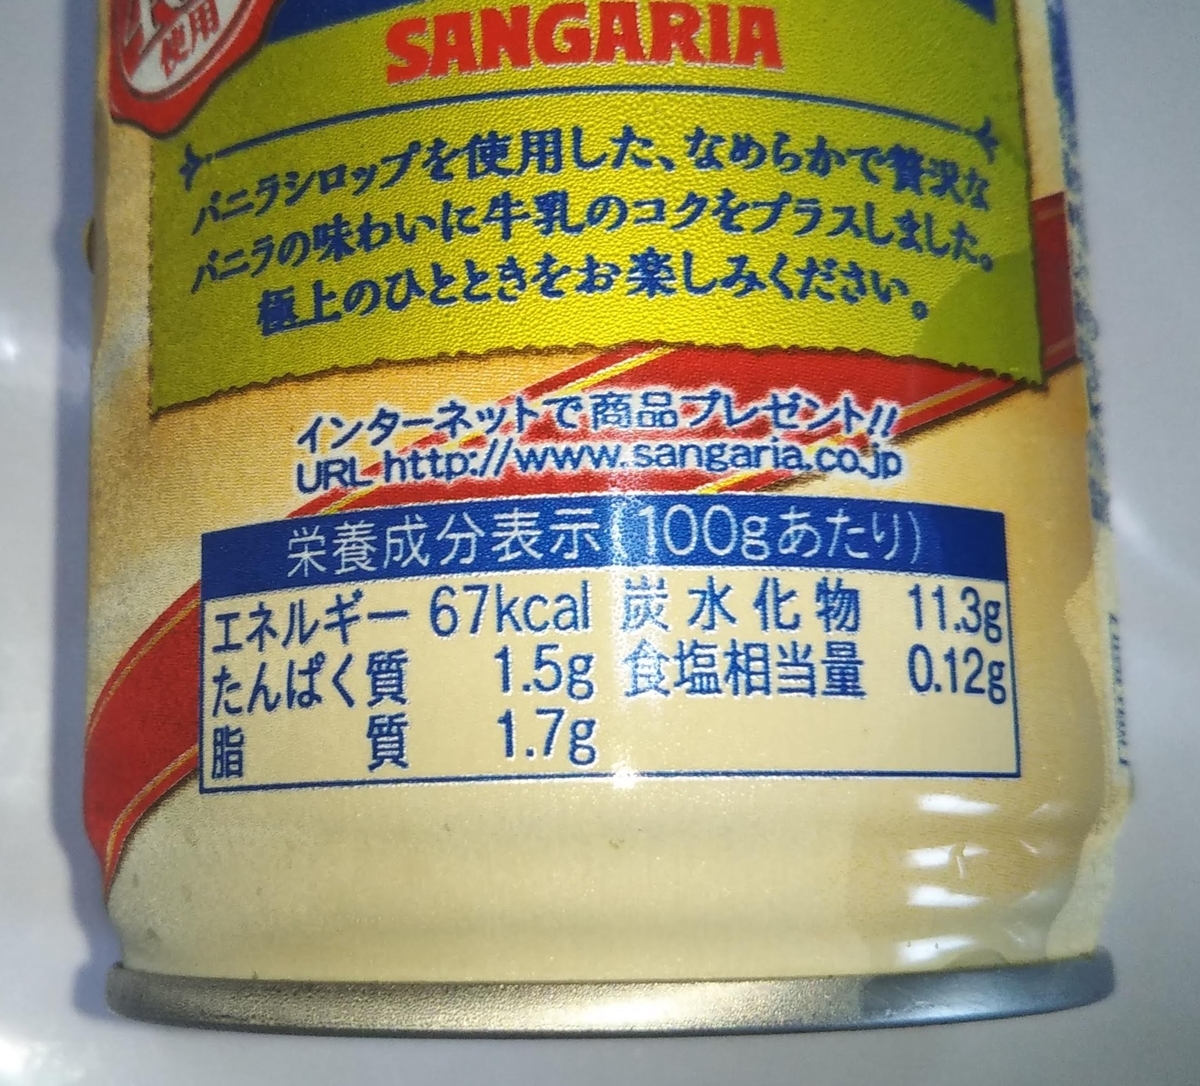 使用
SANGARIA
バニラシロップを使用した、なめらかで贅沢な
バニラの味わいに牛乳のコクをプラスしました。
極上のひとときをお楽しみください。
インターネットで商品プレゼント!!
URL http://www.sangaria.co.jp
栄養成分表示(100gあたり)
エネルギー 67kcal 炭水化物 11.3g
たんぱく質 1.5g 食塩相当量 0.12g
脂質 1.7g